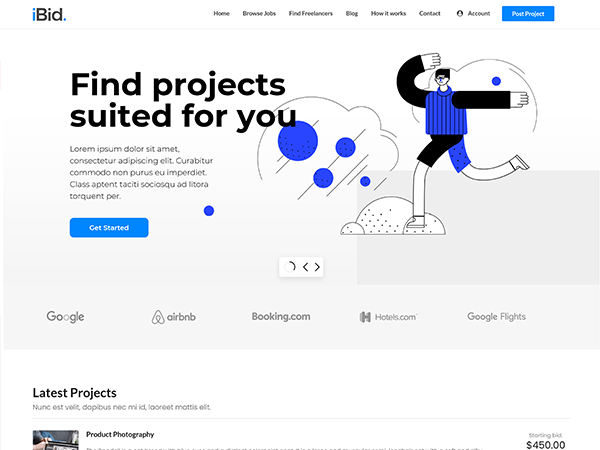 iBid.
Home Browse Jobs Find Freelancers Blog How it works Contact Account Post Project
Find projects
suited for you
Lorem ipsum dolor sit amet,
consectetur adipiscing elit. Curabitur
commodo non purus eu imperdiet.
Class aptent taciti sociosqu ad litora
torquent per.
Get Started
Google airbnb Booking.com Hotels.com Google Flights
Latest Projects
Nunc est velit, dapibus nec mi id, laoreet mattis elit.
Product Photography
Starting bid:
$450.00